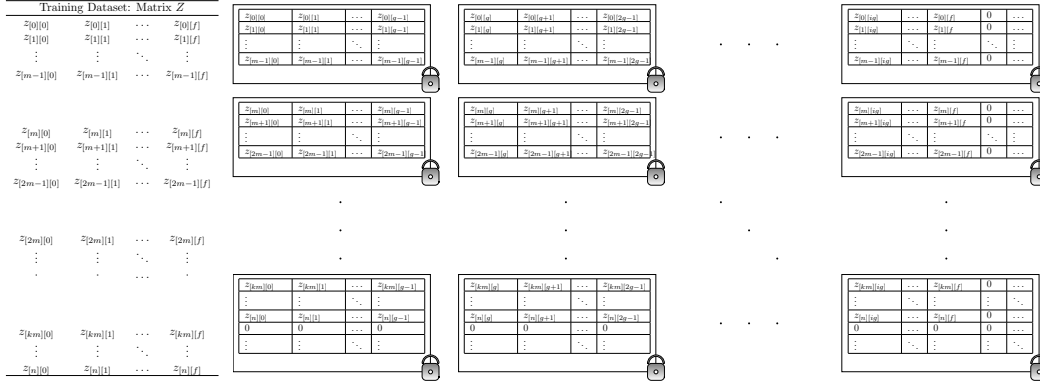 Training Dataset: Matrix Z
z[0][0] z[0][1] … z[0][f]
z[1][0] z[1][1] … z[1][f]
⋮ ⋮ ⋱ ⋮
z[m−1][0] z[m−1][1] … z[m−1][f]
z[m][0] z[m][1] … z[m][f]
z[m+1][0] z[m+1][1] … z[m+1][f]
⋮ ⋮ ⋱ ⋮
z[2m−1][0] z[2m−1][1] … z[2m−1][f]
z[2m][0] z[2m][1] … z[2m][f]
⋮ ⋮ ⋱ ⋮
. . … .
z[km][0] z[km][1] … z[km][f]
⋮ ⋮ ⋱ ⋮
z[n][0] z[n][1] … z[n][f]
z[0][0] z[0][1] … z[0][g−1]
z[1][0] z[1][1] … z[1][g−1]
⋮ ⋮ ⋱ ⋮
z[m−1][0] z[m−1][1] … z[m−1][g−1]
z[0][g] z[0][g+1] … z[0][2g−1]
z[1][g] z[1][g+1] … z[1][2g−1]
⋮ ⋮ ⋱ ⋮
z[m−1][g] z[m−1][g+1] … z[m−1][2g−1]
. . .
z[0][ig] … z[0][f] 0 …
z[1][ig] … z[1]f 0 …
⋮ ⋱ ⋱ ⋮
z[m−1][ig] … z[m−1][f] 0 …
z[m][0] z[m][1] … z[m][g−1]
z[m+1][0] z[m+1][1] … z[m+1][g−1]
⋮ ⋮ ⋱ ⋮
z[2m−1][0] z[2m−1][1] … z[2m−1][g−1]
z[m][g] z[m][g+1] … z[m][2g−1]
z[m+1][g] z[m+1][g+1] … z[m+1][2g−1]
⋮ ⋮ ⋱ ⋮
z[2m−1][g] z[2m−1][g+1] … z[2m−1][2g−1]
. . .
z[m][ig] … z[m][f] 0 …
z[m+1][ig] … z[m+1]f 0 …
⋮ ⋱ ⋱ ⋮
z[2m−1][ig] … z[2m−1][f] 0 …
. . . .
. . . .
. . . .
z[km][0] z[km][1] … z[km][g−1]
⋮ ⋮ ⋱ ⋮
z[n][0] z[n][1] … z[n][g−1]
0 0 … 0
⋮ ⋮ ⋱ ⋮
z[km][g] z[km][g+1] … z[km][2g−1]
⋮ ⋮ ⋱ ⋮
z[n][g] z[n][g+1] … z[n][2g−1]
0 0 … 0
⋮ ⋮ ⋱ ⋮
. . .
z[km][ig] … z[km][f] 0 …
⋮ ⋱ ⋮ ⋮ ⋱
z[n][ig] … z[n][f] 0 …
0 … 0 0 …
⋮ ⋱ ⋮ ⋮ ⋱